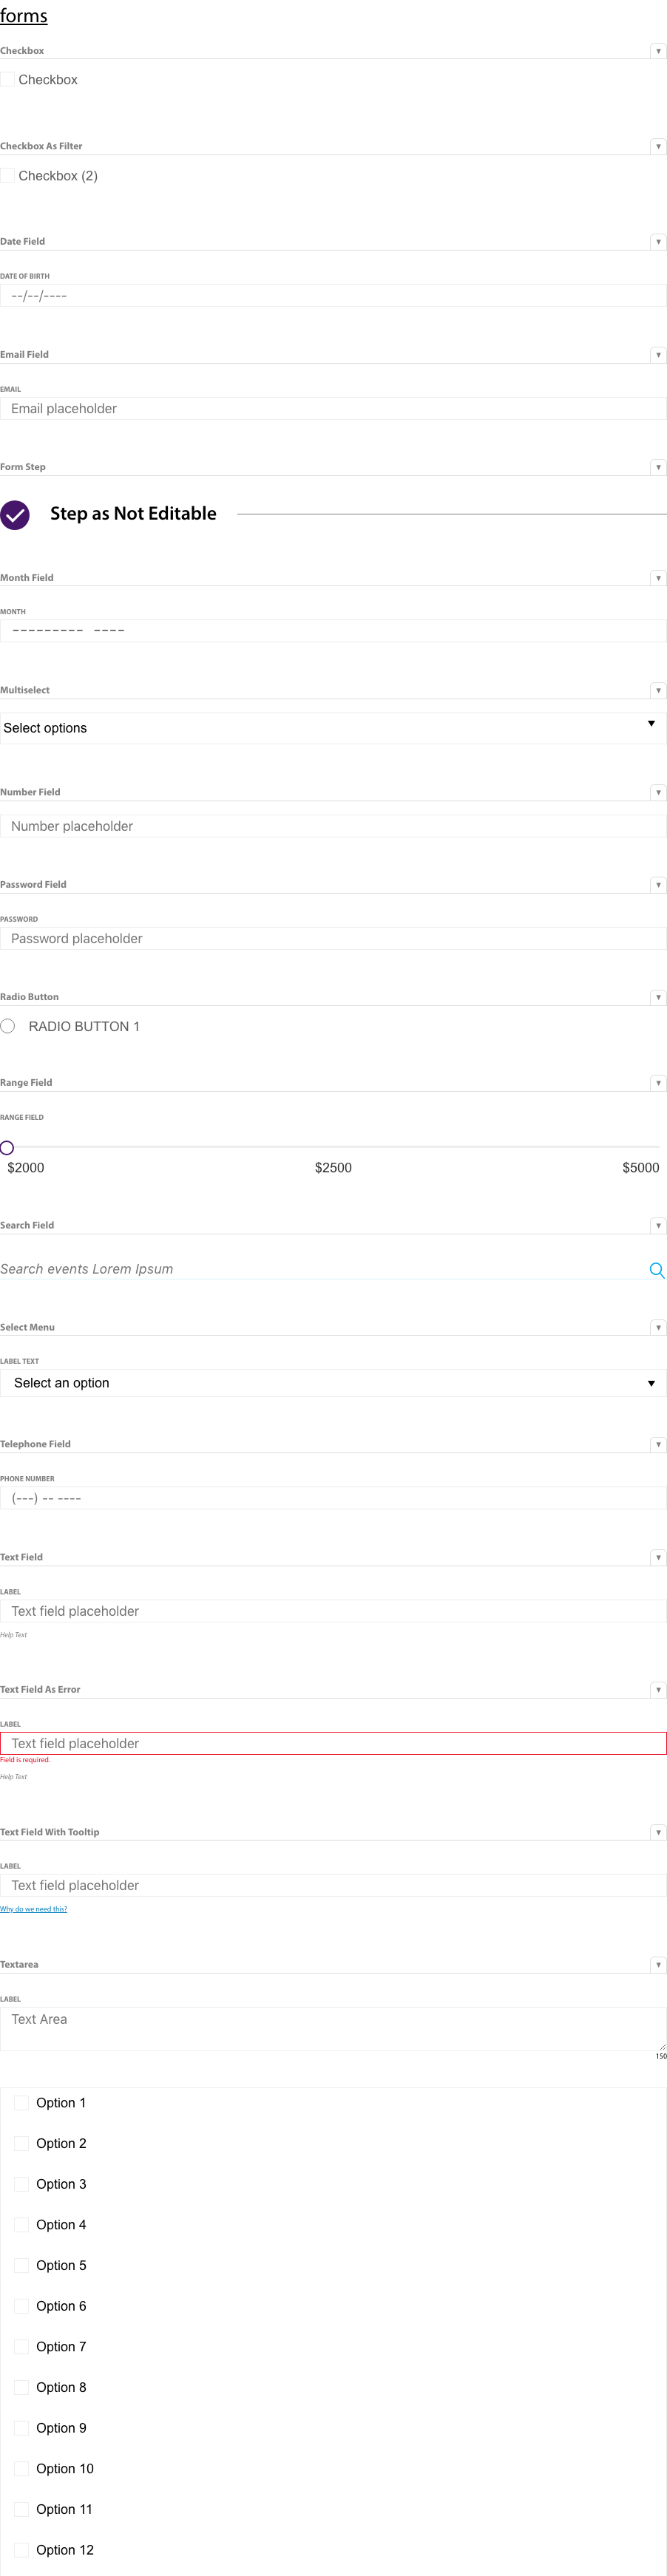 forms
Checkbox
Checkbox
Checkbox As Filter
Checkbox (2)
Date Field
DATE OF BIRTH
--/--/----
Email Field
EMAIL
Email placeholder
Form Step
Step as Not Editable
Month Field
MONTH
--------- ----
Multiselect
Select options
Number Field
Number placeholder
Password Field
PASSWORD
Password placeholder
Radio Button
RADIO BUTTON 1
Range Field
RANGE FIELD
$2000 $2500 $5000
Search Field
Search events Lorem Ipsum
Select Menu
LABEL TEXT
Select an option
Telephone Field
PHONE NUMBER
(---) -- ----
Text Field
LABEL
Text field placeholder
Help Text
Text Field As Error
LABEL
Text field placeholder
Field is required.
Help Text
Text Field With Tooltip
LABEL
Text field placeholder
Why do we need this?
Textarea
LABEL
Text Area
150
Option 1
Option 2
Option 3
Option 4
Option 5
Option 6
Option 7
Option 8
Option 9
Option 10
Option 11
Option 12